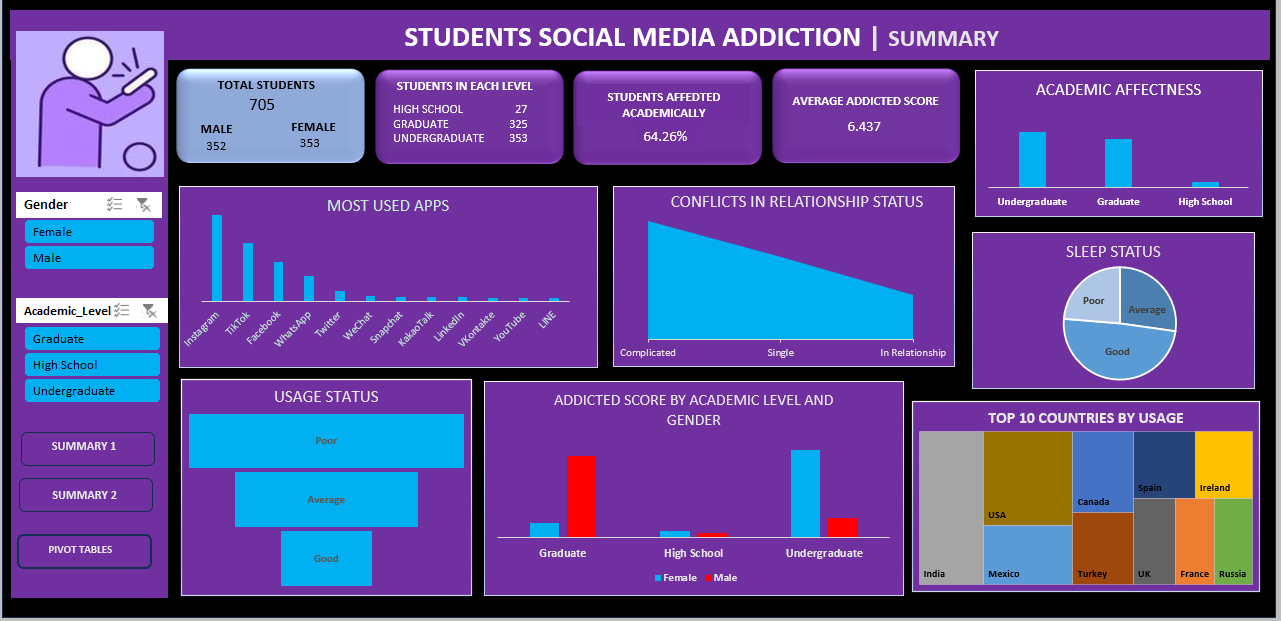 STUDENTS SOCIAL MEDIA ADDICTION | SUMMARY
TOTAL STUDENTS
705
MALE FEMALE
352 353
STUDENTS IN EACH LEVEL
HIGH SCHOOL 27
GRADUATE 325
UNDERGRADUATE 353
STUDENTS AFFEDTED
ACADEMICALLY
64.26%
AVERAGE ADDICTED SCORE
6.437
ACADEMIC AFFECTNESS
Undergraduate Graduate High School
Gender
Female
Male
Academic_Level
Graduate
High School
Undergraduate
SUMMARY 1
SUMMARY 2
PIVOT TABLES
MOST USED APPS
Instagram
TikTok
Facebook
WhatsApp
Twitter
WeChat
Snapchat
KakaoTalk
LinkedIn
VKontakte
YouTube
LINE
CONFLICTS IN RELATIONSHIP STATUS
Complicated Single In Relationship
SLEEP STATUS
Poor
Average
Good
USAGE STATUS
Poor
Average
Good
ADDICTED SCORE BY ACADEMIC LEVEL AND
GENDER
Graduate High School Undergraduate
Female Male
TOP 10 COUNTRIES BY USAGE
India
USA
Mexico
Canada
Turkey
Spain
Ireland
UK
France
Russia